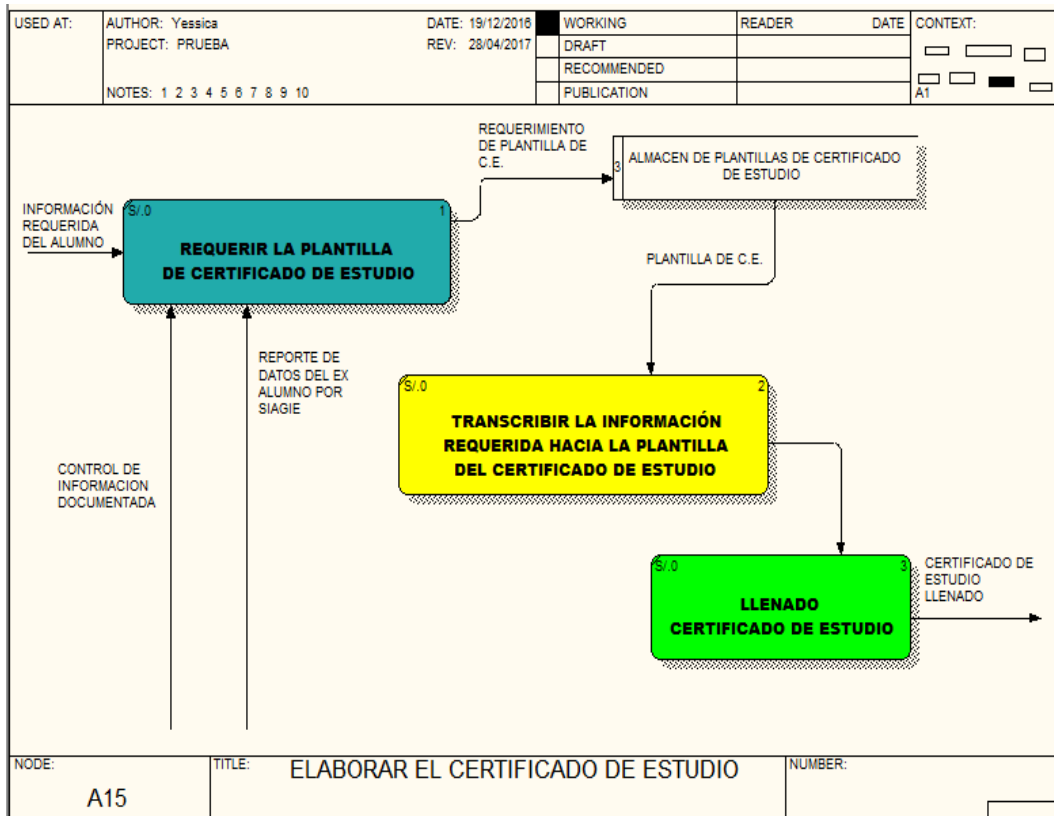 USED AT:
AUTHOR: Yessica
DATE: 19/12/2016
PROJECT: PRUEBA
REV: 28/04/2017
NOTES: 1 2 3 4 5 6 7 8 9 10
WORKING
DRAFT
RECOMMENDED
PUBLICATION
READER
DATE
CONTEXT:
A1
REQUERIMIENTO
DE PLANTILLA DE
C.E.
3
ALMACEN DE PLANTILLAS DE CERTIFICADO
DE ESTUDIO
INFORMACIÓN
REQUERIDA
DEL ALUMNO
S/.0
1
REQUERIR LA PLANTILLA
DE CERTIFICADO DE ESTUDIO
PLANTILLA DE C.E.
REPORTE DE
DATOS DEL EX
ALUMNO POR
SIAGIE
S/.0
2
TRANSCRIBIR LA INFORMACIÓN
REQUERIDA HACIA LA PLANTILLA
DEL CERTIFICADO DE ESTUDIO
CONTROL DE
INFORMACION
DOCUMENTADA
S/.0
3
LLENADO
CERTIFICADO DE ESTUDIO
CERTIFICADO DE
ESTUDIO
LLENADO
NODE:
A15
TITLE:
ELABORAR EL CERTIFICADO DE ESTUDIO
NUMBER: